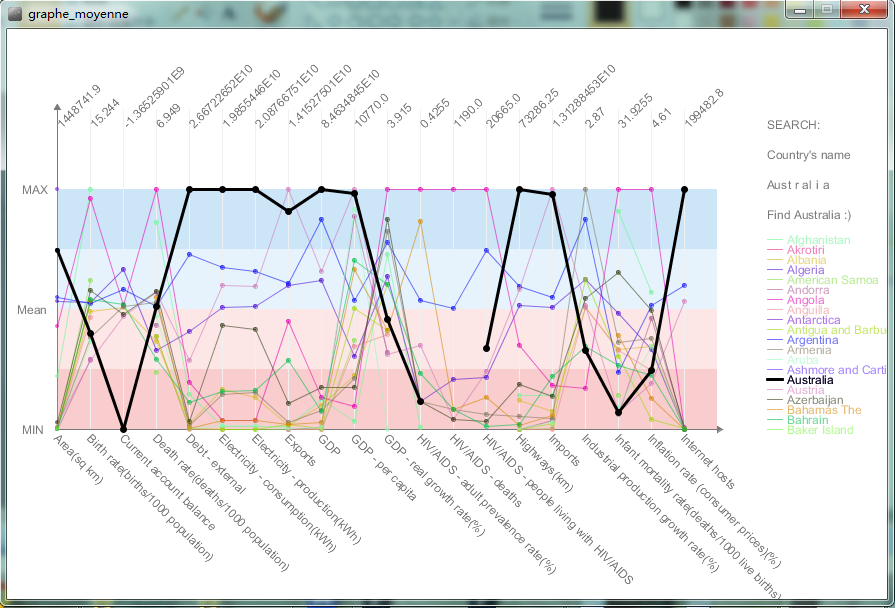 graphe_moyenne
1448741.9
15.244
-1.36525901E9
6.949
2.66722652E10
1.9855446E10
2.08766751E10
1.41527501E10
8.4634845E10
10770.0
3.915
0.4255
1190.0
20665.0
73286.25
1.31288453E10
2.87
31.9255
4.61
199482.8
MAX
Mean
MIN
Area(sq km)
Birth rate(births/1000 population)
Current account balance
Death rate(deaths/1000 population)
Debt - external
Electricity - consumption(kWh)
Electricity - production(kWh)
Exports
GDP
GDP - per capita
GDP - real growth rate(%)
HIV/AIDS - adult prevalence rate(%)
HIV/AIDS - deaths
HIV/AIDS - people living with HIV/AIDS
Highways(km)
Imports
Industrial production growth rate(%)
Infant mortality rate(deaths/1000 live births)
Inflation rate (consumer prices)(%)
Internet hosts
SEARCH:
Country's name
Australia
Find Australia :)
Afghanistan
Akrotiri
Albania
Algeria
American Samoa
Andorra
Angola
Anguilla
Antarctica
Antigua and Barbu
Argentina
Armenia
Aruba
Ashmore and Carti
Australia
Austria
Azerbaijan
Bahamas The
Bahrain
Baker Island